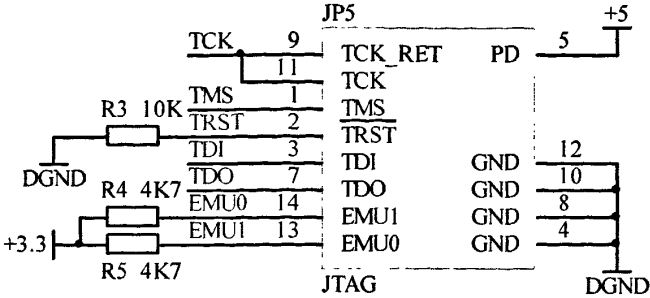 JP5
+5
TCK 9 TCK_RET PD 5
11 TCK
TMS 1 TMS
R3 10K TRST 2 TRST
TDI 3 TDI GND 12
DGND
TDO 7 TDO GND 10
R4 4K7 EMU0 14 EMU1 GND 8
+3.3 EMU1 13 EMU0 GND 4
R5 4K7 JTAG DGND